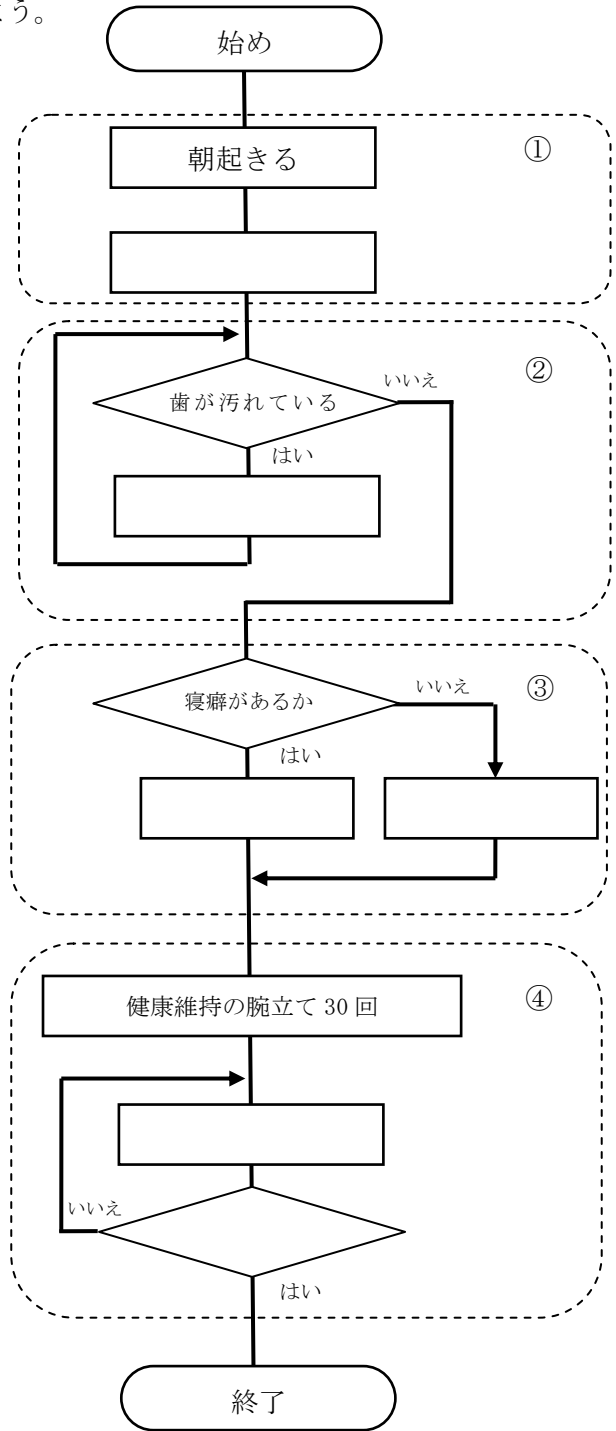 よう。
始め
①
朝起きる
②
いいえ
歯が汚れている
はい
③
いいえ
寝癖があるか
はい
④
健康維持の腕立て 30 回
いいえ
はい
終了